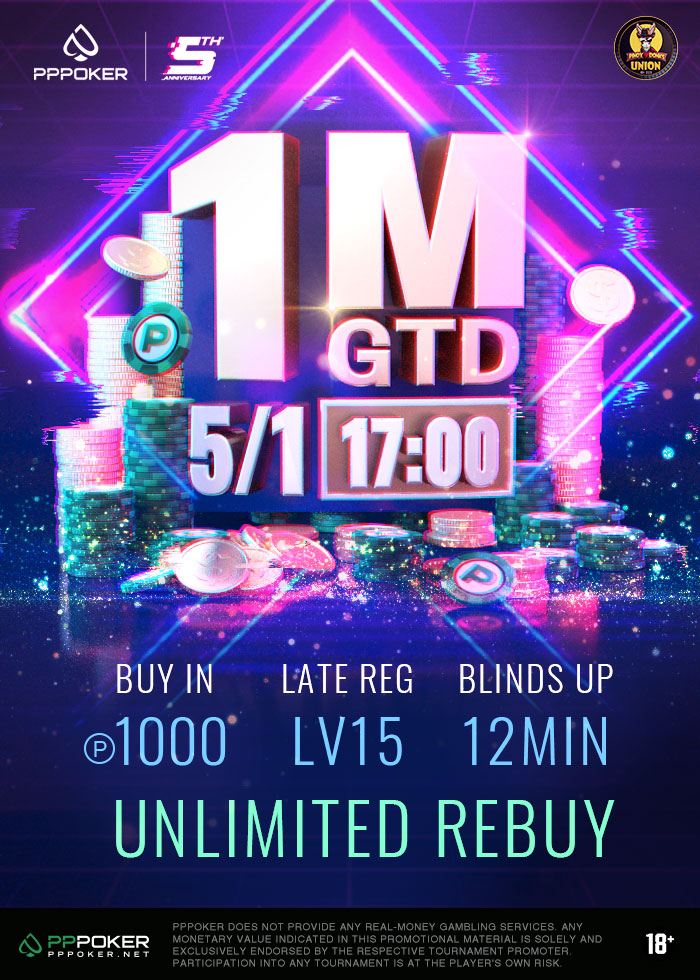 PPPOKER
5TH
ANNIVERSARY
UNION
1M
GTD
5/1 17:00
P
P
BUY IN LATE REG BLINDS UP
P1000 LV15 12MIN
UNLIMITED REBUY
PPPOKER
PPPOKER.NET
PPPOKER DOES NOT PROVIDE ANY REAL-MONEY GAMBLING SERVICES. ANY
MONETARY VALUE INDICATED IN THIS PROMOTIONAL MATERIAL IS SOLELY AND
EXCLUSIVELY ENDORSED BY THE RESPECTIVE TOURNAMENT PROMOTER.
PARTICIPATION INTO ANY TOURNAMENT IS AT THE PLAYER'S OWN RISK.
18+